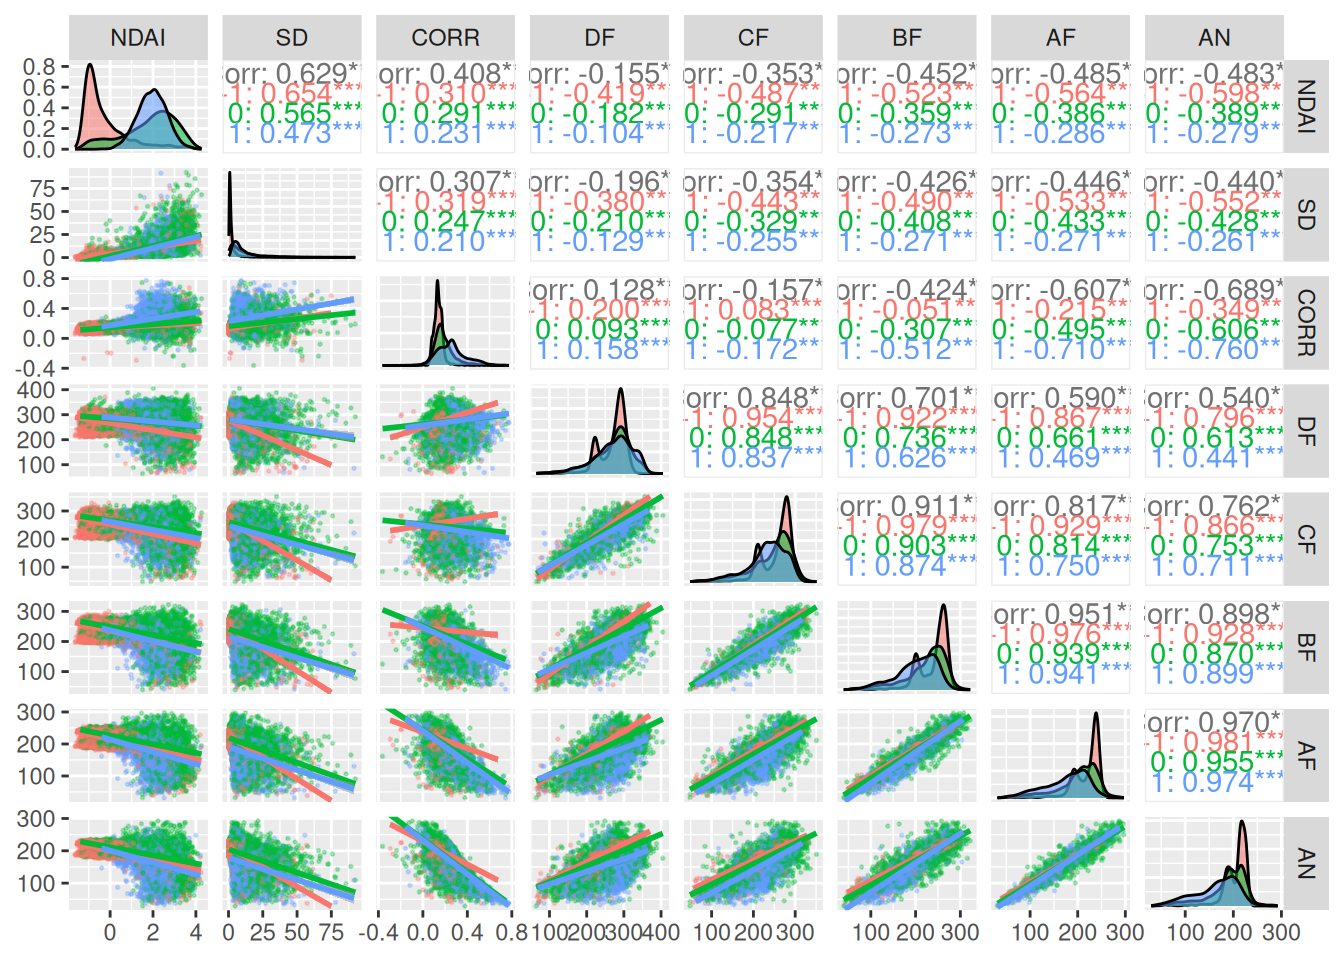 NDAI SD CORR DF CF BF AF AN
0.8 0.6 0.4 0.2 0.0
orr: 0.629* orr: 0.408* orr: -0.155* orr: -0.353* orr: -0.452* orr: -0.485* orr: -0.483*
-1: 0.654*** -1: 0.310*** -1: -0.419** -1: -0.487** -1: -0.523** -1: -0.564** -1: -0.598**
0: 0.565*** 0: 0.291*** 0: -0.182** 0: -0.291** 0: -0.359** 0: -0.386** 0: -0.389**
1: 0.473*** 1: 0.231*** 1: -0.104** 1: -0.217** 1: -0.273** 1: -0.286** 1: -0.279**
NDAI
75 50 25 0
orr: 0.307* orr: -0.196* orr: -0.354* orr: -0.426* orr: -0.446* orr: -0.440*
-1: 0.319*** -1: -0.380** -1: -0.443** -1: -0.490** -1: -0.533** -1: -0.552**
0: 0.247*** 0: -0.210** 0: -0.329** 0: -0.408** 0: -0.433** 0: -0.428**
1: 0.210*** 1: -0.129** 1: -0.255** 1: -0.271** 1: -0.271** 1: -0.261**
SD
0.8 0.4 0.0 -0.4
orr: 0.128* orr: -0.157* orr: -0.424* orr: -0.607* orr: -0.689*
-1: 0.200*** -1: 0.083*** -1: -0.051** -1: -0.215** -1: -0.349**
0: 0.093*** 0: -0.077** 0: -0.307** 0: -0.495** 0: -0.606**
1: 0.158*** 1: -0.172** 1: -0.512** 1: -0.710** 1: -0.760**
CORR
400 300 200 100
orr: 0.848* orr: 0.701* orr: 0.590* orr: 0.540*
-1: 0.954*** -1: 0.922*** -1: 0.867*** -1: 0.796***
0: 0.848*** 0: 0.736*** 0: 0.661*** 0: 0.613***
1: 0.837*** 1: 0.626*** 1: 0.469*** 1: 0.441***
DF
300 200 100
orr: 0.911* orr: 0.817* orr: 0.762*
-1: 0.979*** -1: 0.929*** -1: 0.866***
0: 0.903*** 0: 0.814*** 0: 0.753***
1: 0.874*** 1: 0.750*** 1: 0.711***
CF
300 200 100
orr: 0.951* orr: 0.898*
-1: 0.976*** -1: 0.928***
0: 0.939*** 0: 0.870***
1: 0.941*** 1: 0.899***
BF
300 200 100
orr: 0.970*
-1: 0.981***
0: 0.955***
1: 0.974***
AF
300 200 100
AN
0 2 4 0 25 50 75 -0.4 0.0 0.4 0.8 100 200 300 400 100 200 300 100 200 300 100 200 300 100 200 300